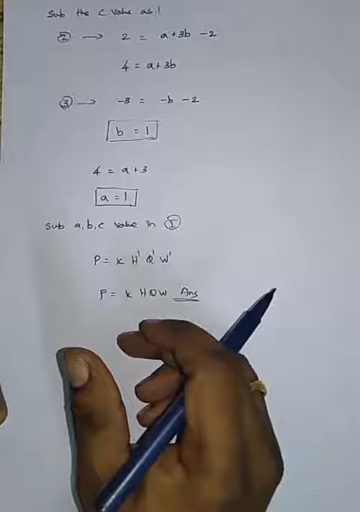 Sub the c value as 1
② → 2 = a+3b -2
4 = a+3b
③ → -3 = -b -2
b = 1
4 = a+3
a = 1
Sub a,b,c value in ⑤
P = K H¹ Q¹ W¹
P = K HQW Ans